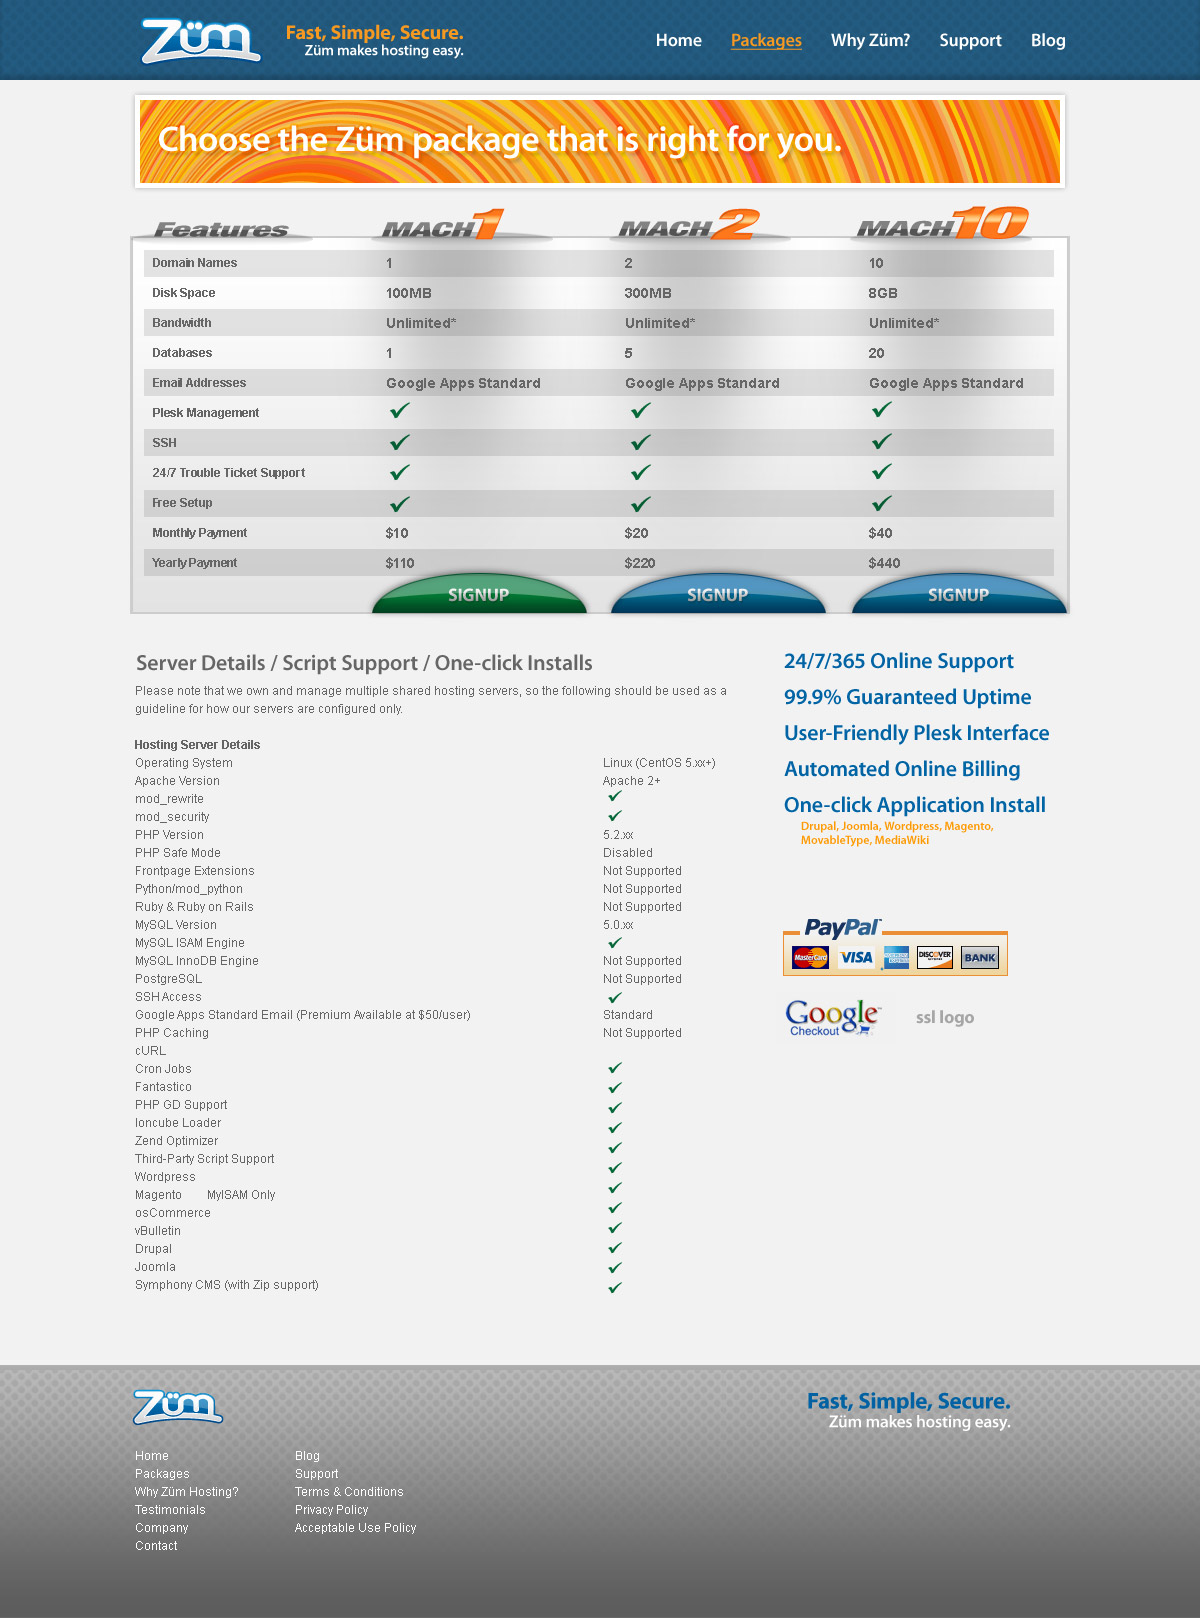 Züm
Fast, Simple, Secure.
Züm makes hosting easy.
Home Packages Why Züm? Support Blog
Choose the Züm package that is right for you.
Features MACH 1 MACH 2 MACH 10
Domain Names 1 2 10
Disk Space 100MB 300MB 8GB
Bandwidth Unlimited* Unlimited* Unlimited*
Databases 1 5 20
Email Addresses Google Apps Standard Google Apps Standard Google Apps Standard
Plesk Management
SSH
24/7 Trouble Ticket Support
Free Setup
Monthly Payment $10 $20 $40
Yearly Payment $110 $220 $440
SIGNUP SIGNUP SIGNUP
Server Details / Script Support / One-click Installs
Please note that we own and manage multiple shared hosting servers, so the following should be used as a
guideline for how our servers are configured only.
Hosting Server Details
Operating System Linux (CentOS 5.xx+)
Apache Version Apache 2+
mod_rewrite
mod_security
PHP Version 5.2.xx
PHP Safe Mode Disabled
Frontpage Extensions Not Supported
Python/mod_python Not Supported
Ruby & Ruby on Rails Not Supported
MySQL Version 5.0.xx
MySQL ISAM Engine
MySQL InnoDB Engine Not Supported
PostgreSQL Not Supported
SSH Access
Google Apps Standard Email (Premium Available at $50/user) Standard
PHP Caching Not Supported
cURL
Cron Jobs
Fantastico
PHP GD Support
Ioncube Loader
Zend Optimizer
Third-Party Script Support
Wordpress
Magento MyISAM Only
osCommerce
vBulletin
Drupal
Joomla
Symphony CMS (with Zip support)
24/7/365 Online Support
99.9% Guaranteed Uptime
User-Friendly Plesk Interface
Automated Online Billing
One-click Application Install
Drupal, Joomla, Wordpress, Magento,
MovableType, MediaWiki
PayPal
MasterCard VISA DISCOVER BANK
Google
Checkout
ssl logo
Züm
Fast, Simple, Secure.
Züm makes hosting easy.
Home
Packages
Why Züm Hosting?
Testimonials
Company
Contact
Blog
Support
Terms & Conditions
Privacy Policy
Acceptable Use Policy